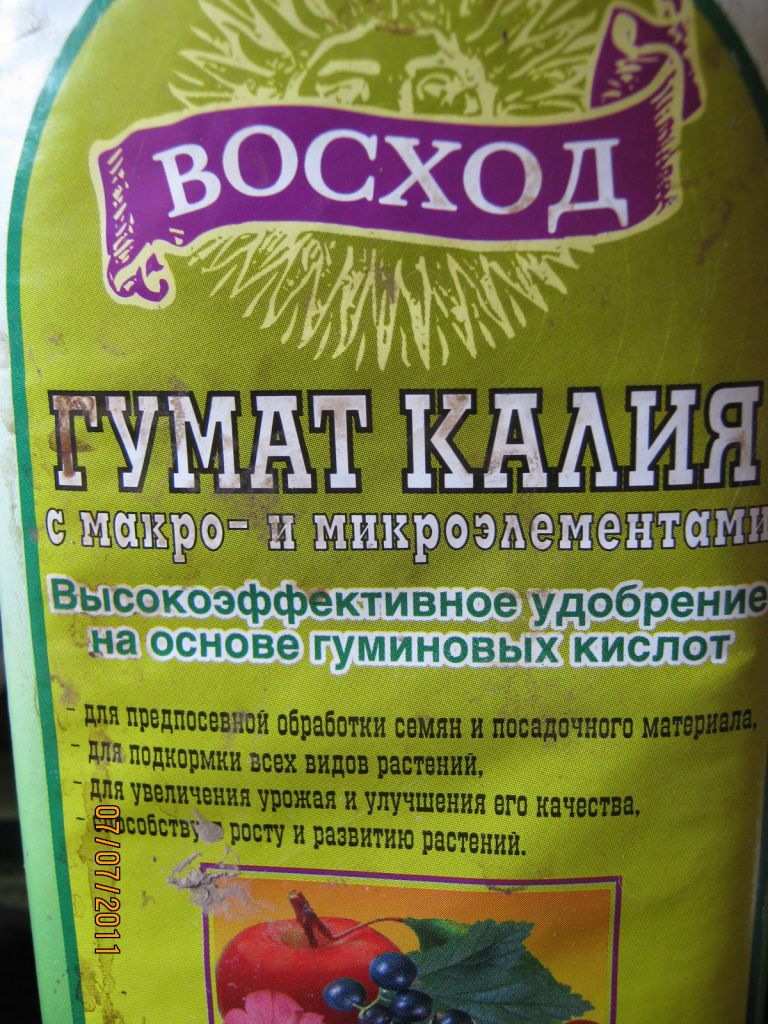 ВОСХОД
ГУМАТ КАЛИЯ
с макро- и микроэлементами
Высокоэффективное удобрение
на основе гуминовых кислот
- для предпосевной обработки семян и посадочного материала,
- для подкормки всех видов растений,
- для увеличения урожая и улучшения его качества,
- росту и развитию растений.
07/07/2011